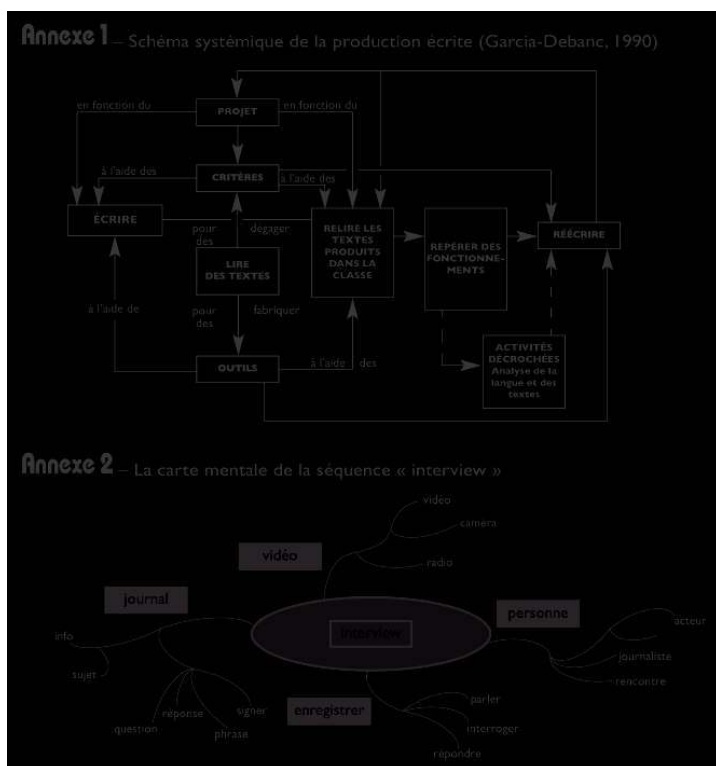 Annexe 1 – Schéma systémique de la production écrite (Garcia-Debanc, 1990)
en fonction du
PROJET
en fonction du
à l'aide des
CRITÈRES
à l'aide des
ÉCRIRE
pour des
dégager
RELIRE LES
TEXTES
PRODUITS
DANS LA
CLASSE
REPÉRER DES
FONCTIONNE-
MENTS
RÉÉCRIRE
LIRE
DES TEXTES
à l'aide de
pour des
fabriquer
OUTILS
à l'aide des
ACTIVITÉS
DÉCROCHÉES
Analyse de la
langue et des
textes
Annexe 2 – La carte mentale de la séquence « interview »
vidéo
caméra
radio
vidéo
journal
personne
interview
info
sujet
acteur
journaliste
rencontre
question
réponse
phrase
signer
enregistrer
parler
interroger
répondre